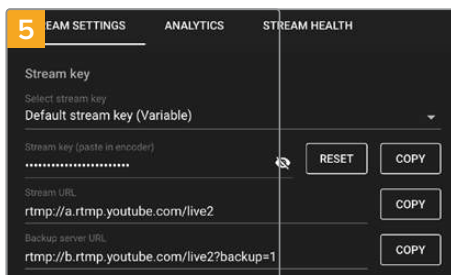 5
EAM SETTINGS ANALYTICS STREAM HEALTH
Stream key
Select stream key
Default stream key (Variable)
Stream key (paste in encoder)
••••••••••••••••••••••••
RESET COPY
Stream URL
rtmp://a.rtmp.youtube.com/live2
COPY
Backup server URL
rtmp://b.rtmp.youtube.com/live2?backup=1
COPY